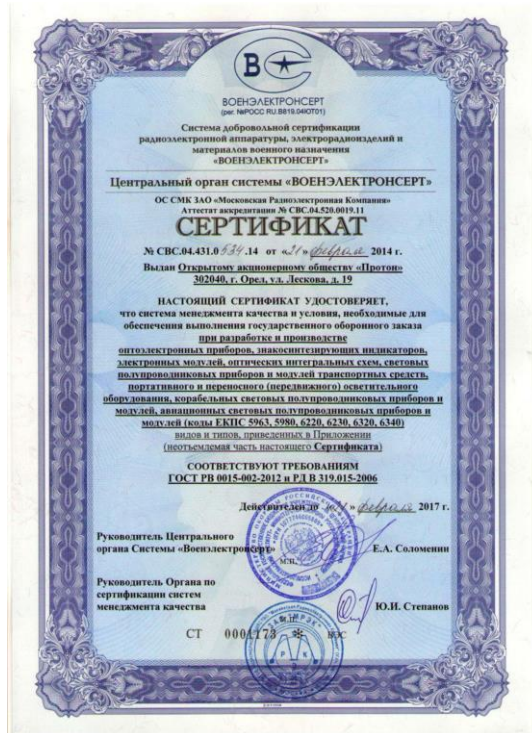 ВС
ВОЕНЭЛЕКТРОНСЕРТ
(рег. №РОСС RU.В819.04ЮТ01)
Система добровольной сертификации
радиоэлектронной аппаратуры, электрорадиоизделий и
материалов военного назначения
«ВОЕНЭЛЕКТРОНСЕРТ»
Центральный орган системы «ВОЕНЭЛЕКТРОНСЕРТ»
ОС СМК ЗАО «Московская Радиоэлектронная Компания»
Аттестат аккредитации № СВС.04.520.0019.11
СЕРТИФИКАТ
№ СВС.04.431.0534.14 от «21» февраля 2014 г.
Выдан Открытому акционерному обществу «Протон»
302040, г. Орел, ул. Лескова, д. 19
НАСТОЯЩИЙ СЕРТИФИКАТ УДОСТОВЕРЯЕТ,
что система менеджмента качества и условия, необходимые для
обеспечения выполнения государственного оборонного заказа
при разработке и производстве
оптоэлектронных приборов, знакосинтезирующих индикаторов,
электронных модулей, оптических интегральных схем, световых
полупроводниковых приборов и модулей транспортных средств,
портативного и переносного (передвижного) осветительного
оборудования, корабельных световых полупроводниковых приборов и
модулей, авиационных световых полупроводниковых приборов и
модулей (коды ЕКПС 5963, 5980, 6220, 6230, 6320, 6340)
видов и типов, приведенных в Приложении
(неотъемлемая часть настоящего Сертификата)
СООТВЕТСТВУЮТ ТРЕБОВАНИЯМ
ГОСТ РВ 0015-002-2012 и РД В 319.015-2006
Действителен до «21» февраля 2017 г.
Руководитель Центрального
органа Системы «Военэлектронсерт»
Е.А. Соломенин
М.П.
Руководитель Органа по
сертификации систем
менеджмента качества
Ю.И. Степанов
М.П.
СТ 0001173 ВЭС